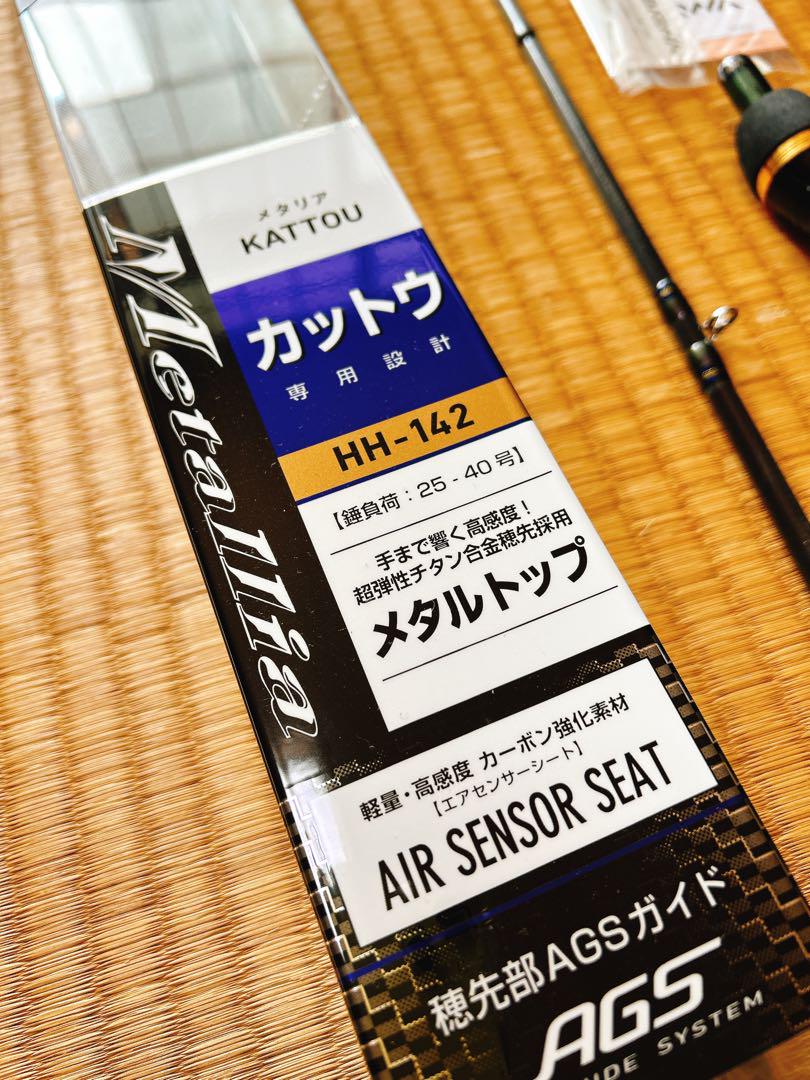 Metallia
メタリア
KATTOU
カットウ
専用設計
HH-142
【錘負荷：25-40号】
手まで響く高感度！
超弾性チタン合金穂先採用
メタルトップ
軽量・高感度 カーボン強化素材
【エアセンサーシート】
AIR SENSOR SEAT
穂先部AGSガイド
AGS
SYSTEM